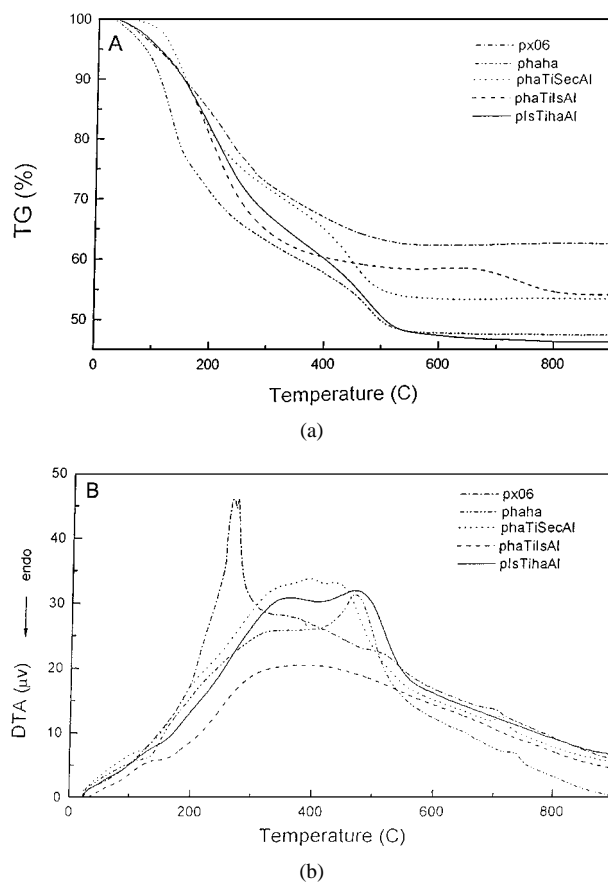 A
px06
phaha
phaTiSecAl
phaTiIsAl
pIsTihaAl
100
90
80
70
60
50
TG (%)
0
200
400
600
800
Temperature (C)
(a)
B
px06
phaha
phaTiSecAl
phaTiIsAl
pIsTihaAl
50
40
30
20
10
0
endo
DTA (μv)
0
200
400
600
800
Temperature (C)
(b)